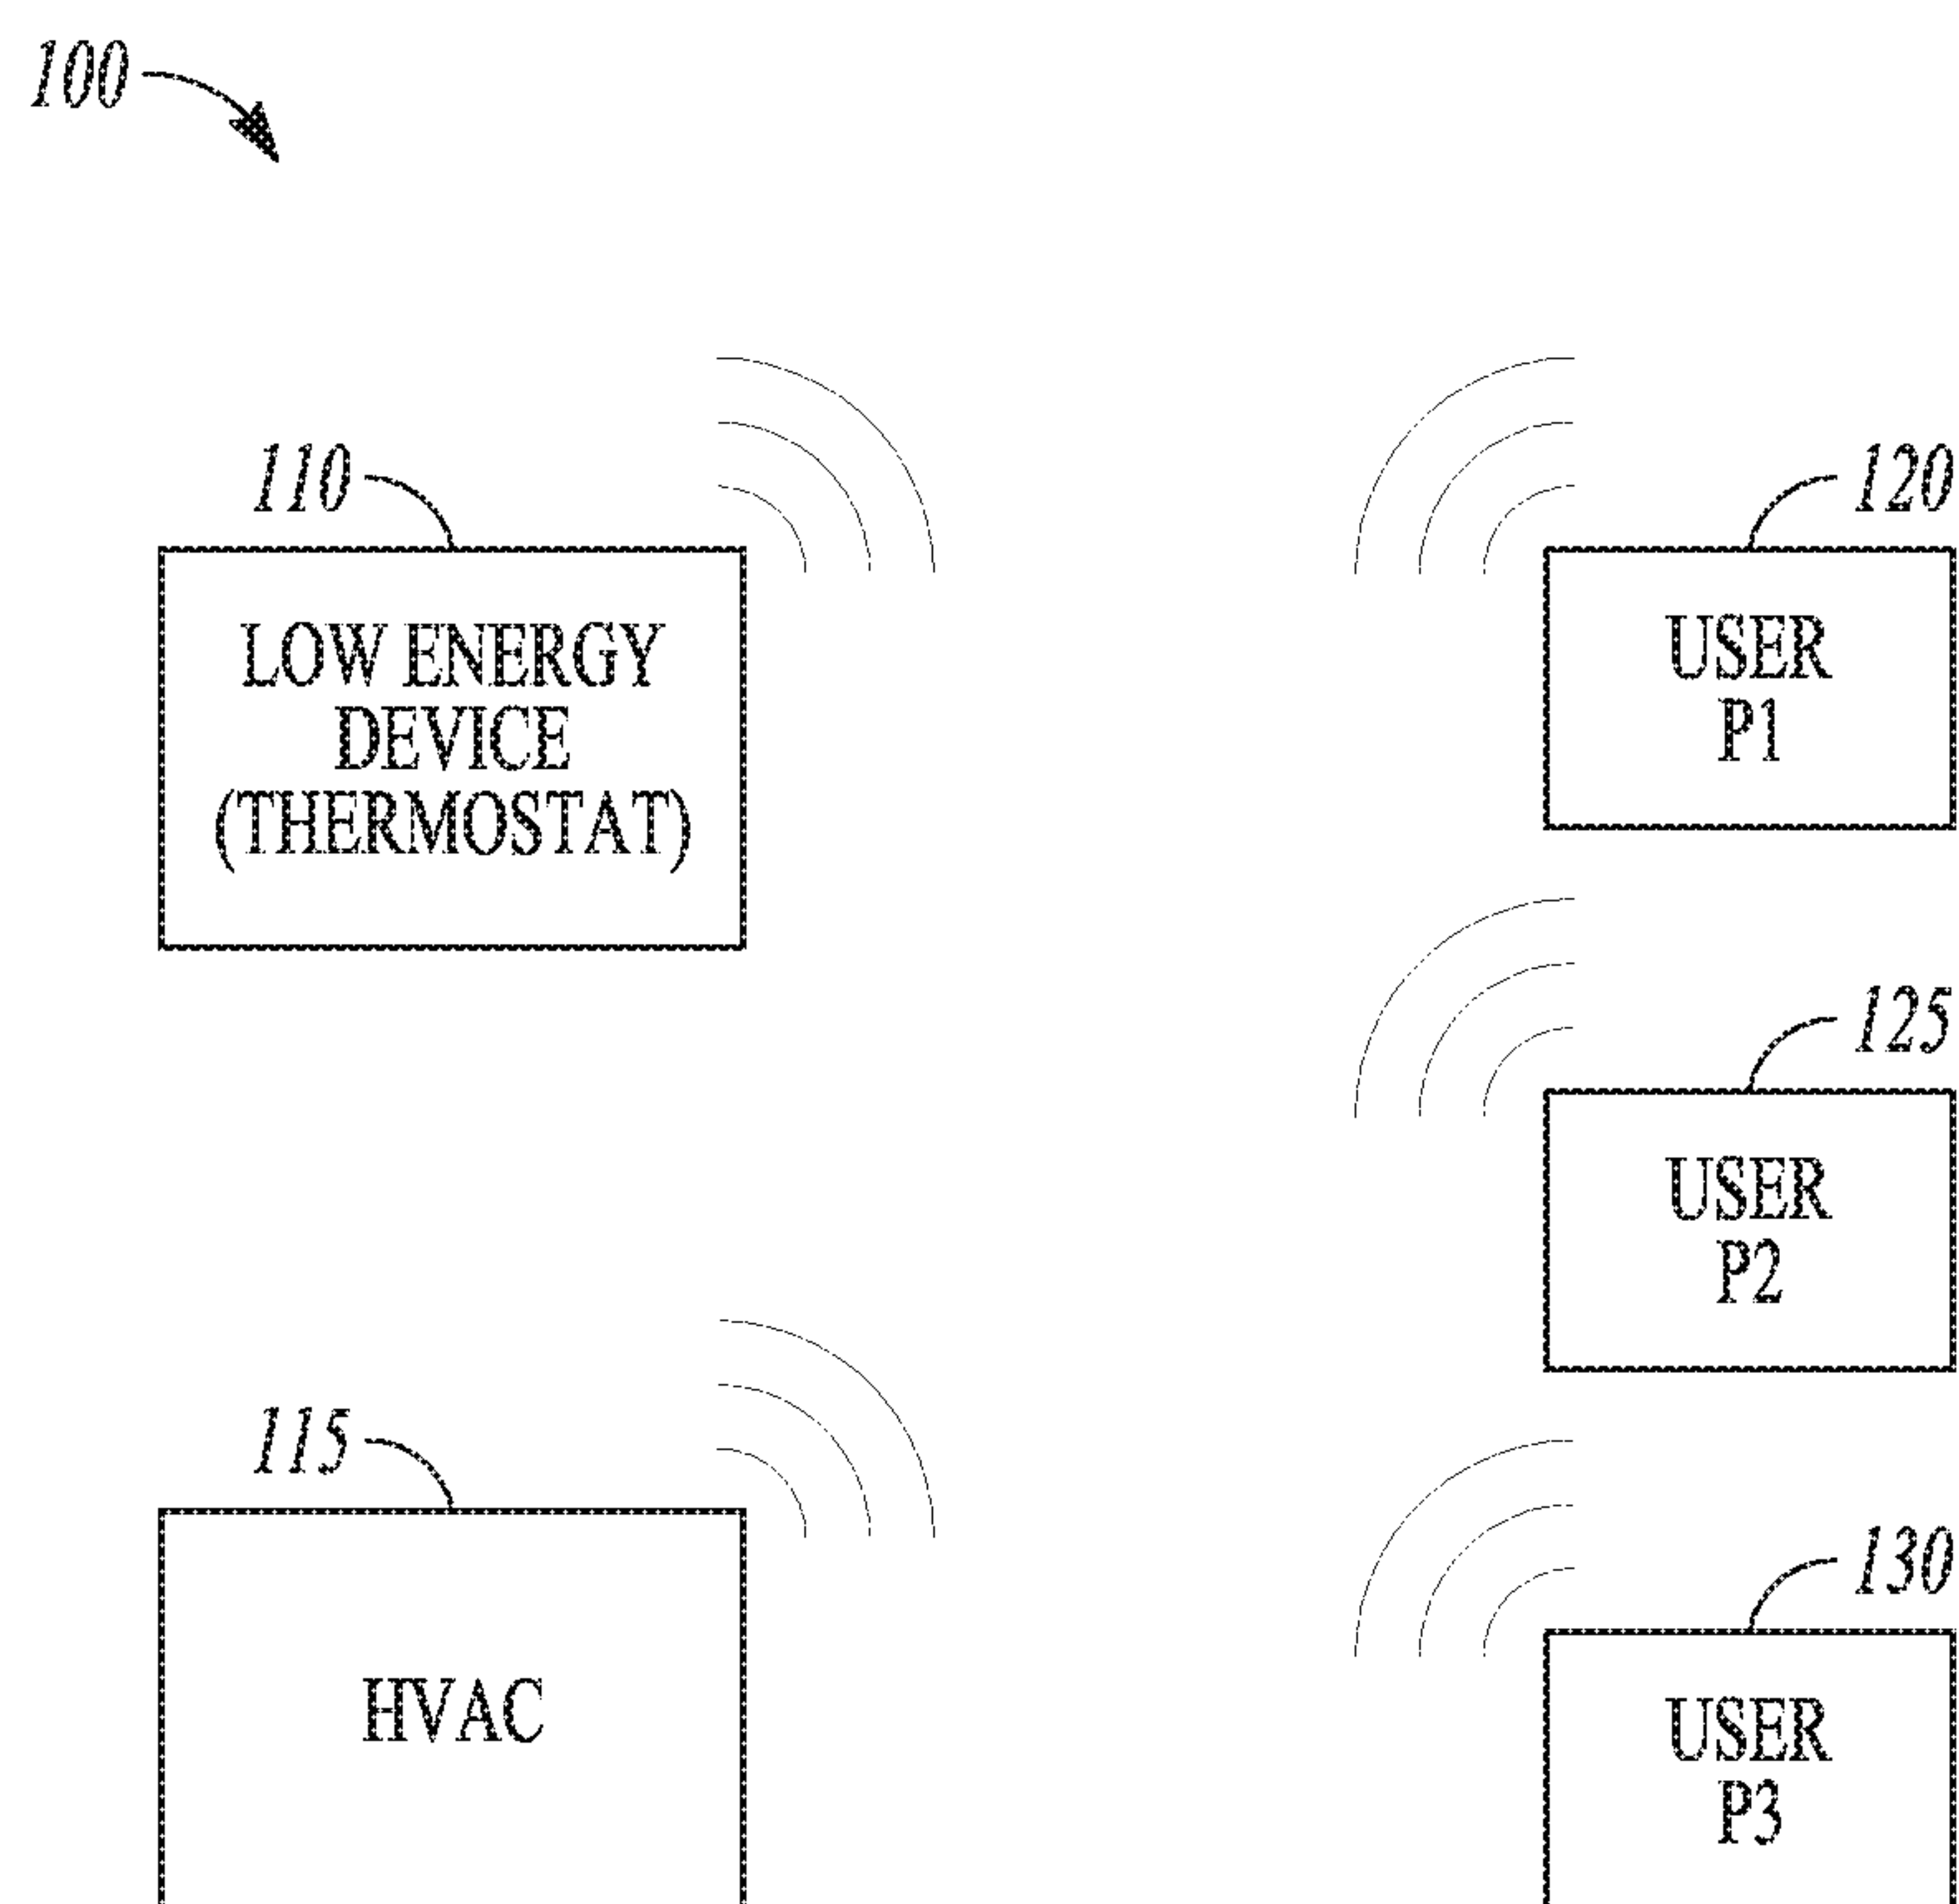 100
110
LOW ENERGY
DEVICE
(THERMOSTAT)
120
USER
P1
125
USER
P2
115
HVAC
130
USER
P3